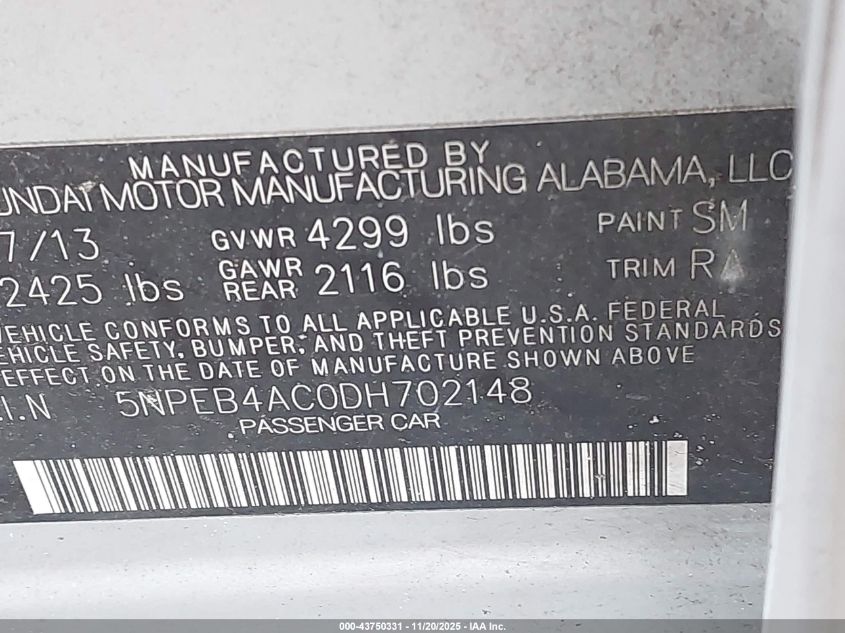 MANUFACTURED BY
UNDAI MOTOR MANUFACTURING ALABAMA, LLC
7/13 GVWR 4299 lbs PAINT SM
2425 lbs GAWR REAR 2116 lbs TRIM RA
VEHICLE CONFORMS TO ALL APPLICABLE U.S.A. FEDERAL
EHICLE SAFETY, BUMPER, AND THEFT PREVENTION STANDARDS
EFFECT ON THE DATE OF MANUFACTURE SHOWN ABOVE
.I.N 5NPEB4AC0DH702148
PASSENGER CAR
000-43750331 - 11/20/2025 - IAA Inc.